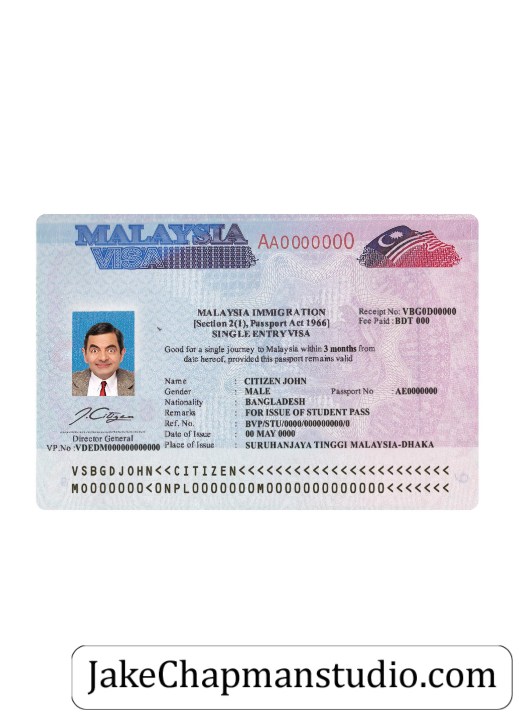 MALAYSIA
VISA
AA0000000
MALAYSIA IMMIGRATION
[Section 2(1), Passport Act 1966]
SINGLE ENTRY VISA
Receipt No: VBG0D00000
Fee Paid : BDT 000
Good for a single journey to Malaysia within 3 months from
date hereof, provided this passport remains valid
Name : CITIZEN JOHN
Gender : MALE Passport No : AE0000000
Nationality : BANGLADESH
Remarks : FOR ISSUE OF STUDENT PASS
Ref. No. : BVP/STU/0000/000000000/0
Date of Issue : 00 MAY 0000
Place of Issue : SURUHANJAYA TINGGI MALAYSIA-DHAKA
J.Citizen
Director General
VP.No :VDEDM000000000000
VSBGDJOHN<<CITIZEN<<<<<<<<<<<<<<<<<<<<<<<<<<
MO000000<0NPL0000000M0000000000000<<<<<<<
JakeChapmanstudio.com